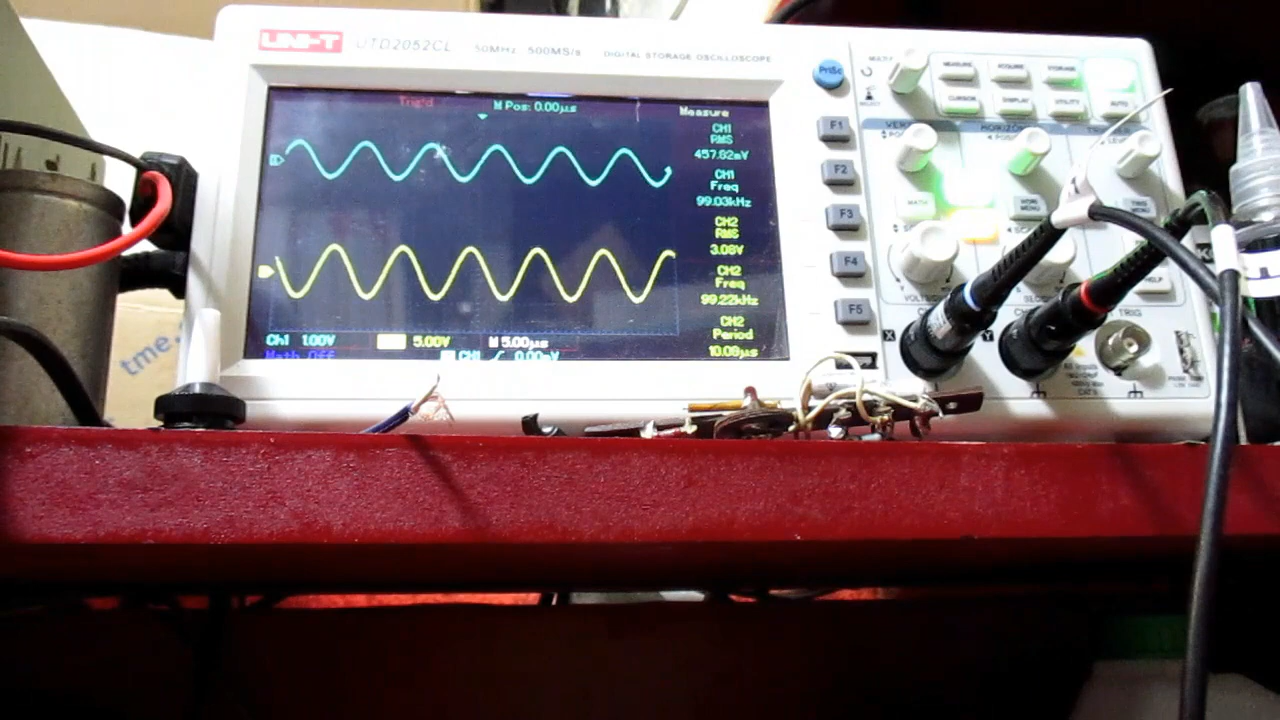 UNI-T UTD2052CL 50MHz 500MS/s DIGITAL STORAGE OSCILLOSCOPE
Trig'd M Pos: 0.00µs
Measure
CH1
RMS
457.82mV
CH1
Freq
99.03kHz
CH2
RMS
3.08V
CH2
Freq
99.22kHz
CH2
Period
10.08µs
Ch1 1.00V 5.00V M 5.00µs
Math Off CH1 0.00mV
PrtSc
F1
F2
F3
F4
F5
MEASURE ACQUIRE STORAGE
CURSOR DISPLAY UTILITY AUTO
MATH
HELP
X
Y
TRIG
tme.